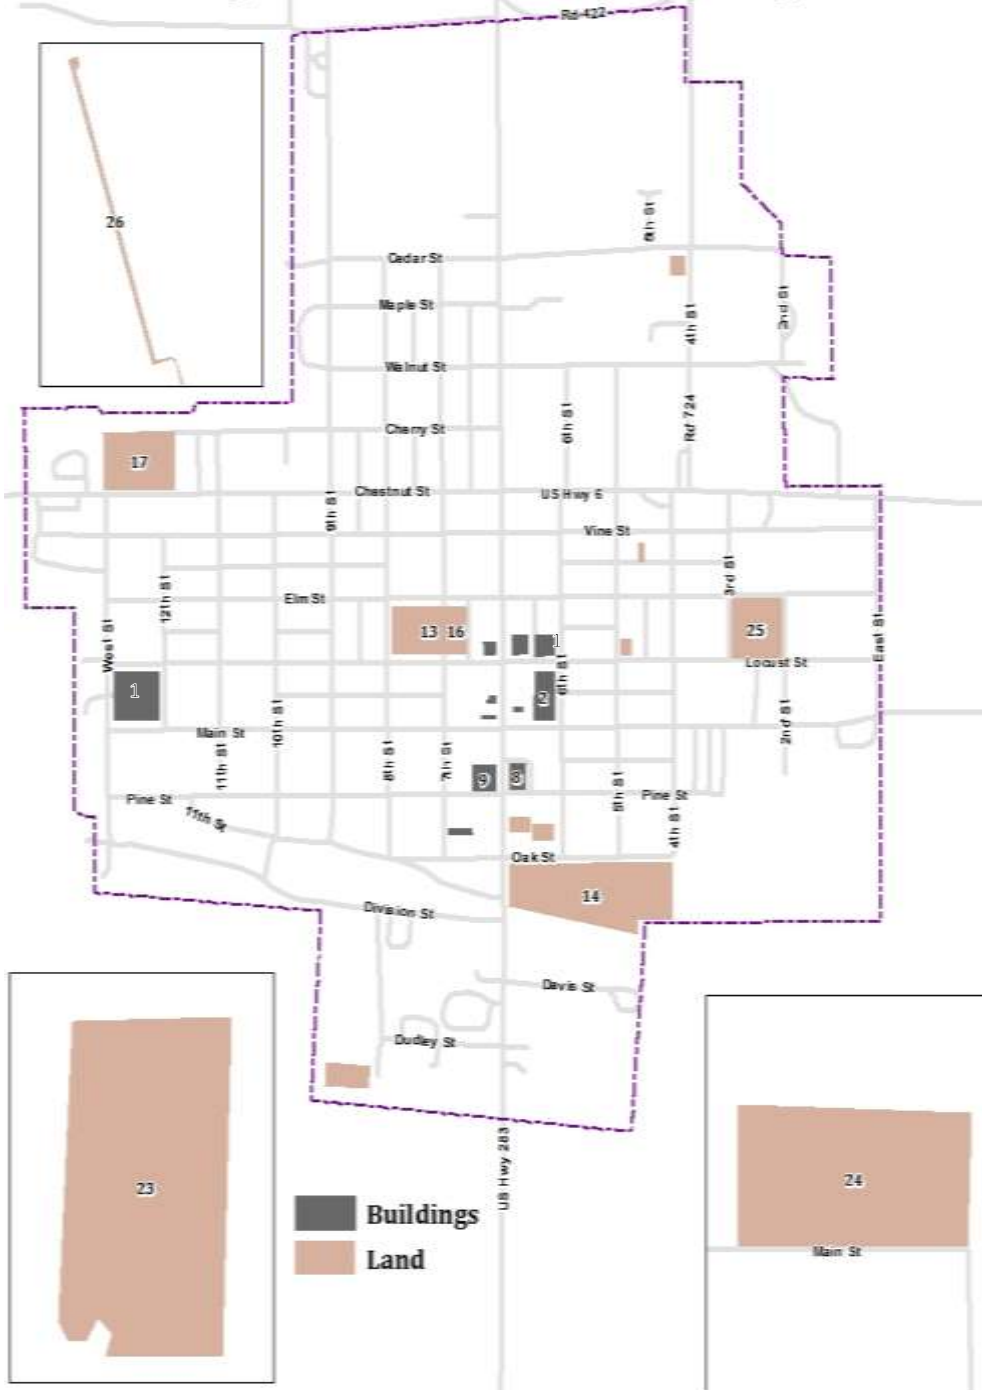 Rd 422
26
6th St
Cedar St
2nd St
Maple St
4th St
Walnut St
6th St
Rd 724
Cherry St
17
Chestnut St
US Hwy 6
9th St
Vine St
3rd St
12th St
Elm St
13 16
25
West St
1
East St
Locust St
6th St
1
2
10th St
Main St
2nd St
11th St
8th St
7th St
9
8
5th St
Pine St
Pine St
11th St
4th St
Oak St
14
Division St
Davis St
Dudley St
US Hwy 283
23
24
Main St
Buildings
Land